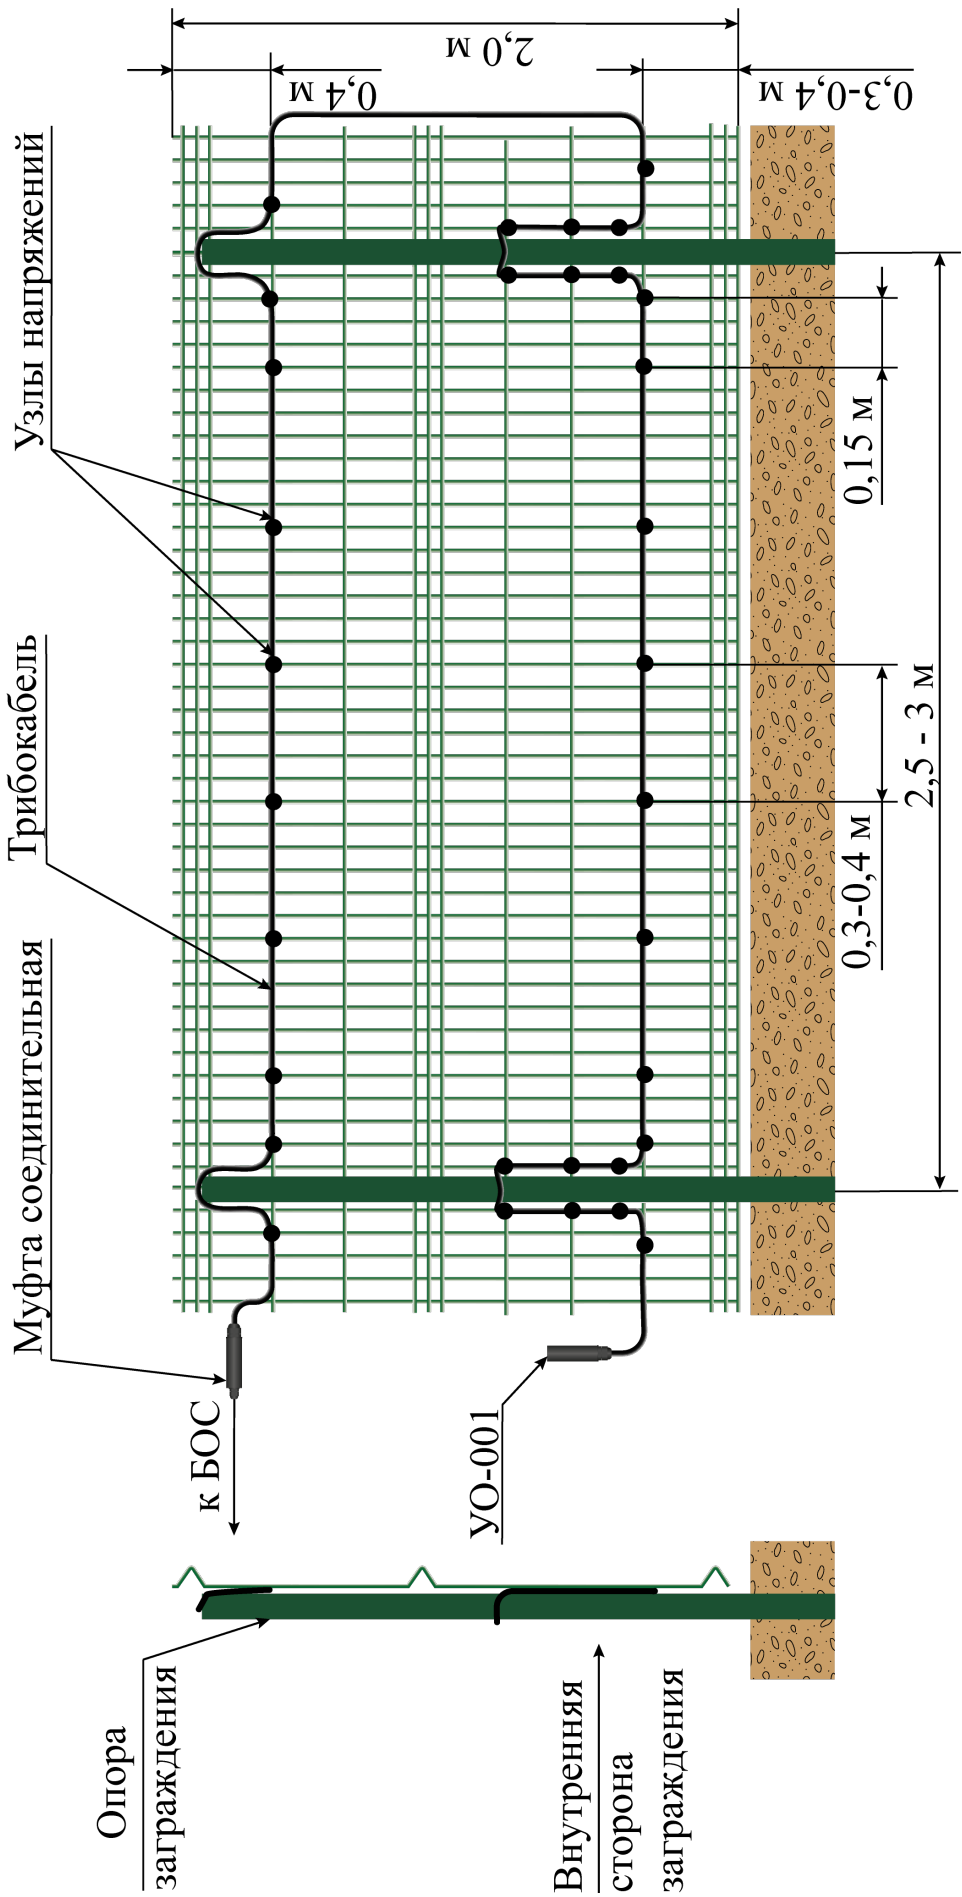 Опора
заграждения
Внутренняя
сторона
заграждения
к БОС
УО-001
Муфта соединительная
Трибокабель
Узлы напряжений
0,4 м
2,0 м
0,3-0,4 м
0,15 м
0,3-0,4 м
2,5 - 3 м